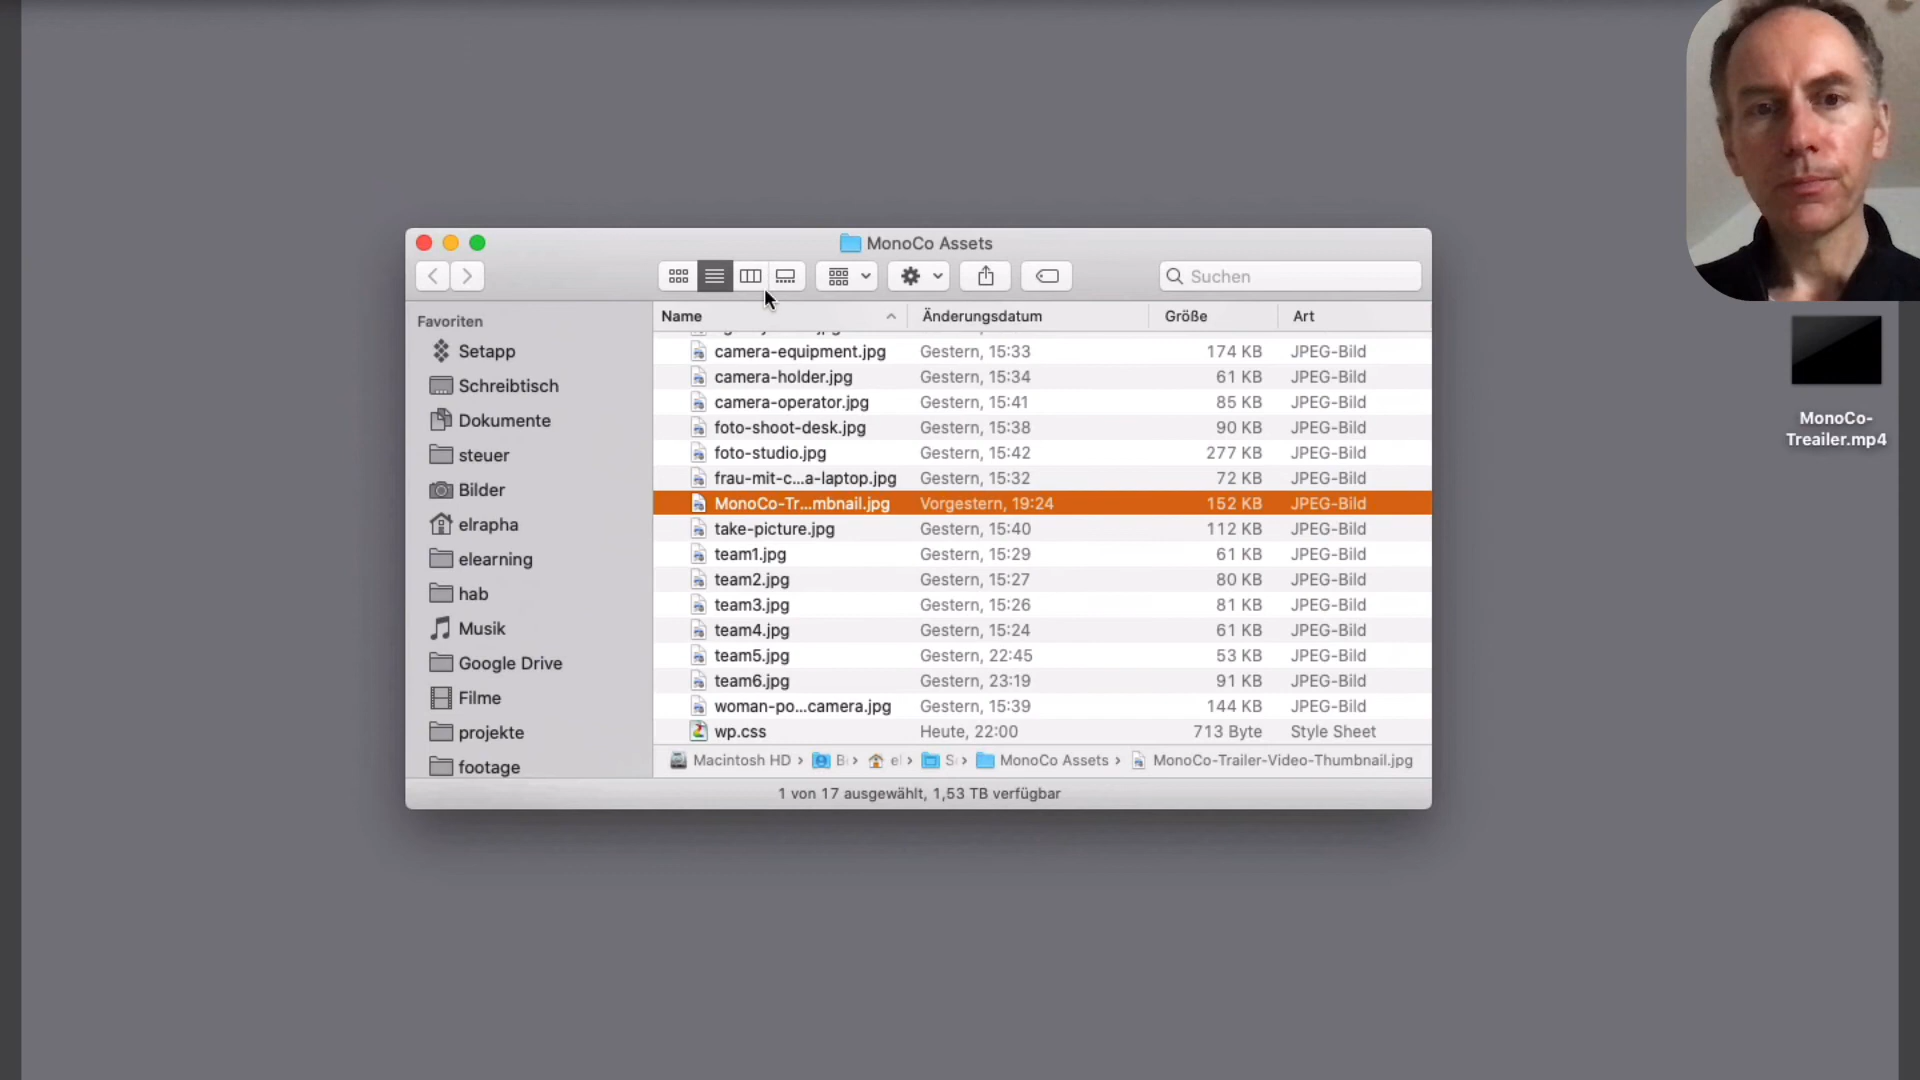 MonoCo Assets
Suchen
Favoriten
Setapp
Schreibtisch
Dokumente
steuer
Bilder
elrapha
elearning
hab
Musik
Google Drive
Filme
projekte
footage
Name Änderungsdatum Größe Art
camera-equipment.jpg Gestern, 15:33 174 KB JPEG-Bild
camera-holder.jpg Gestern, 15:34 61 KB JPEG-Bild
camera-operator.jpg Gestern, 15:41 85 KB JPEG-Bild
foto-shoot-desk.jpg Gestern, 15:38 90 KB JPEG-Bild
foto-studio.jpg Gestern, 15:42 277 KB JPEG-Bild
frau-mit-c...a-laptop.jpg Gestern, 15:32 72 KB JPEG-Bild
MonoCo-Tr...mbnail.jpg Vorgestern, 19:24 152 KB JPEG-Bild
take-picture.jpg Gestern, 15:40 112 KB JPEG-Bild
team1.jpg Gestern, 15:29 61 KB JPEG-Bild
team2.jpg Gestern, 15:27 80 KB JPEG-Bild
team3.jpg Gestern, 15:26 81 KB JPEG-Bild
team4.jpg Gestern, 15:24 61 KB JPEG-Bild
team5.jpg Gestern, 22:45 53 KB JPEG-Bild
team6.jpg Gestern, 23:19 91 KB JPEG-Bild
woman-po...camera.jpg Gestern, 15:39 144 KB JPEG-Bild
wp.css Heute, 22:00 713 Byte Style Sheet
Macintosh HD › B › el › S › MonoCo Assets › MonoCo-Trailer-Video-Thumbnail.jpg
1 von 17 ausgewählt, 1,53 TB verfügbar
MonoCo-
Treailer.mp4